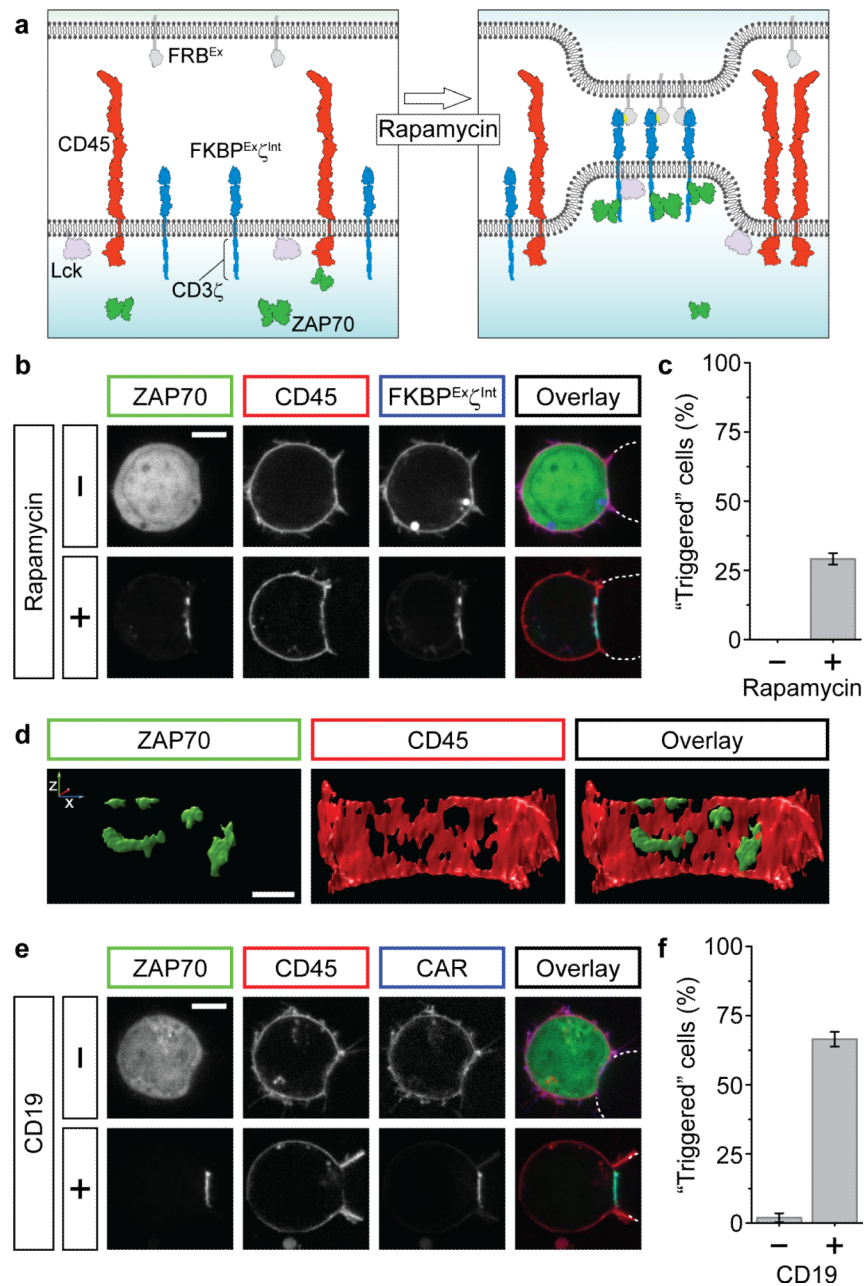 a
FRB^Ex
CD45
FKBP^Exζ^Int
Lck
CD3ζ
ZAP70
Rapamycin
b
ZAP70
CD45
FKBP^Exζ^Int
Overlay
Rapamycin
−
+
c
"Triggered" cells (%)
100
75
50
25
0
− +
Rapamycin
d
ZAP70
CD45
Overlay
z
x
e
ZAP70
CD45
CAR
Overlay
CD19
−
+
f
"Triggered" cells (%)
100
75
50
25
0
− +
CD19